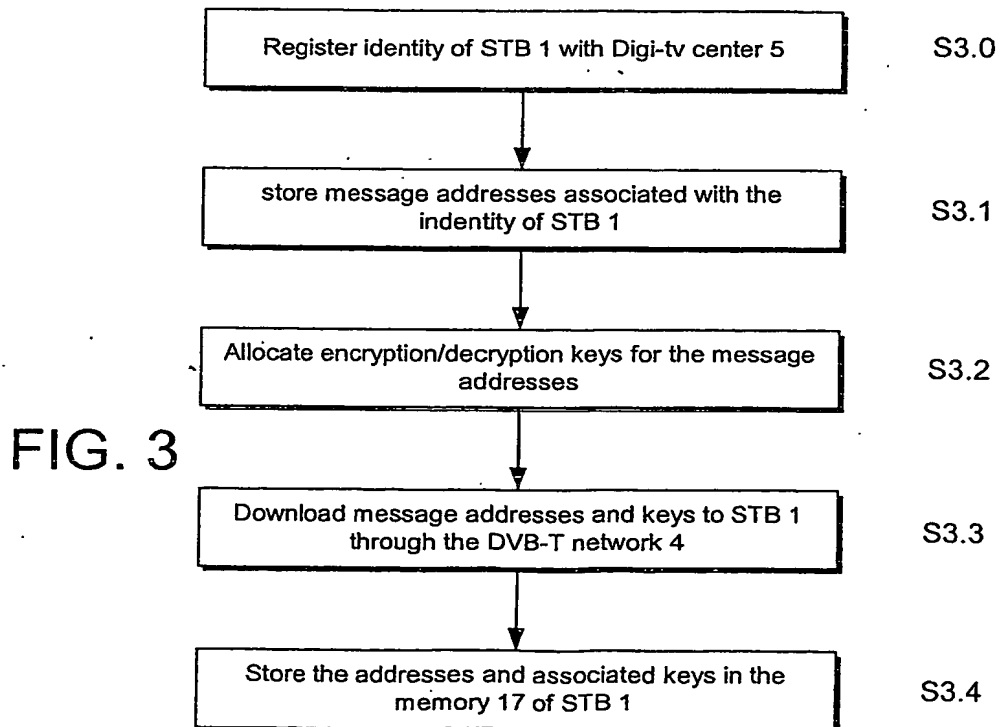 Register identity of STB 1 with Digi-tv center 5
S3.0
store message addresses associated with the
indentity of STB 1
S3.1
Allocate encryption/decryption keys for the message
addresses
S3.2
FIG. 3
Download message addresses and keys to STB 1
through the DVB-T network 4
S3.3
Store the addresses and associated keys in the
memory 17 of STB 1
S3.4